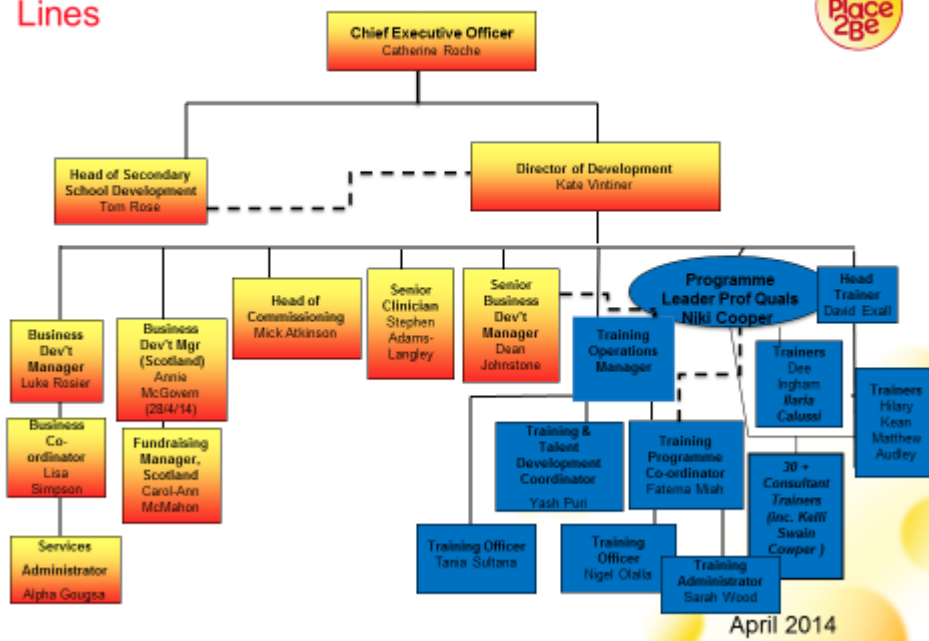 Lines
Place
2Be
Chief Executive Officer
Catherine Roche
Head of Secondary
School Development
Tom Rose
Director of Development
Kate Vintiner
Business
Dev't
Manager
Luke Rosier
Business
Dev't Mgr
(Scotland)
Annie
McGovern
(28/4/14)
Head of
Commissioning
Mick Atkinson
Senior
Clinician
Stephen
Adams-
Langley
Senior
Business
Dev't
Manager
Dean
Johnstone
Training
Operations
Manager
Programme
Leader Prof Quals
Niki Cooper
Head
Trainer
David Exall
Trainers
Dee
Ingham
Ilaria
Calussi
Trainers
Hilary
Kean
Matthew
Audley
Business
Co-
ordinator
Lisa
Simpson
Fundraising
Manager,
Scotland
Carol-Ann
McMahon
Training &
Talent
Development
Coordinator
Yash Puri
Training
Programme
Co-ordinator
Fatema Miah
30 +
Consultant
Trainers
(inc. Kelli
Swain
Cowper )
Services
Administrator
Alpha Gougsa
Training Officer
Tania Sultana
Training
Officer
Nigel Olalla
Training
Administrator
Sarah Wood
April 2014